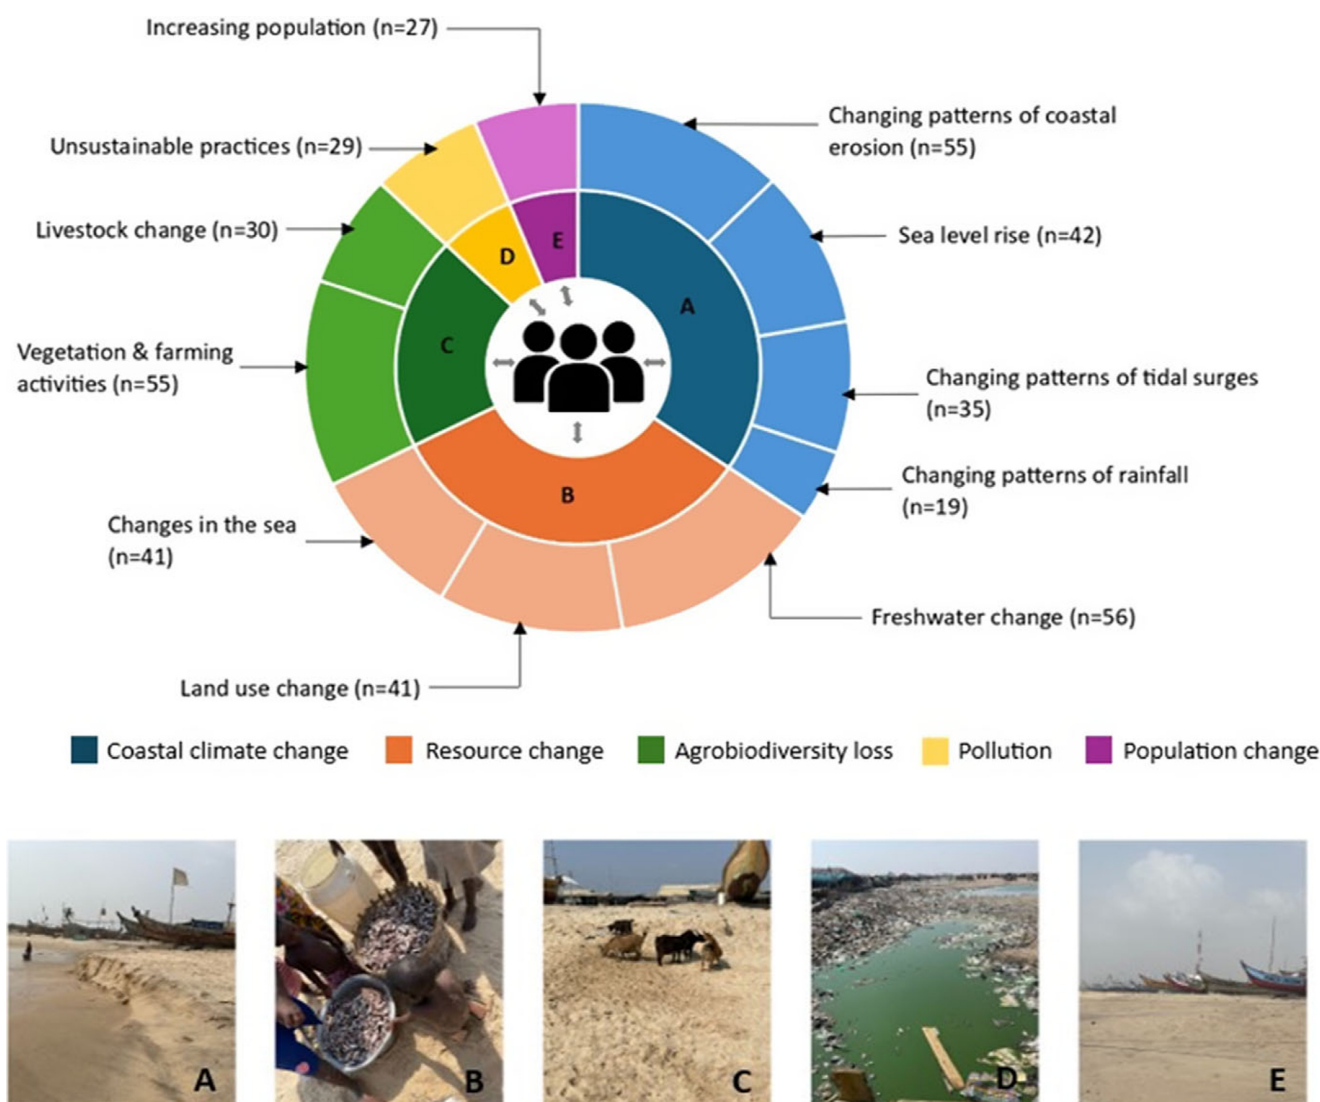 Increasing population (n=27)
Changing patterns of coastal
erosion (n=55)
Unsustainable practices (n=29)
Livestock change (n=30)
Sea level rise (n=42)
Vegetation & farming
activities (n=55)
Changing patterns of tidal surges
(n=35)
Changing patterns of rainfall
(n=19)
Changes in the sea
(n=41)
Freshwater change (n=56)
Land use change (n=41)
E
D
A
C
B
Coastal climate change
Resource change
Agrobiodiversity loss
Pollution
Population change
A
B
C
D
E